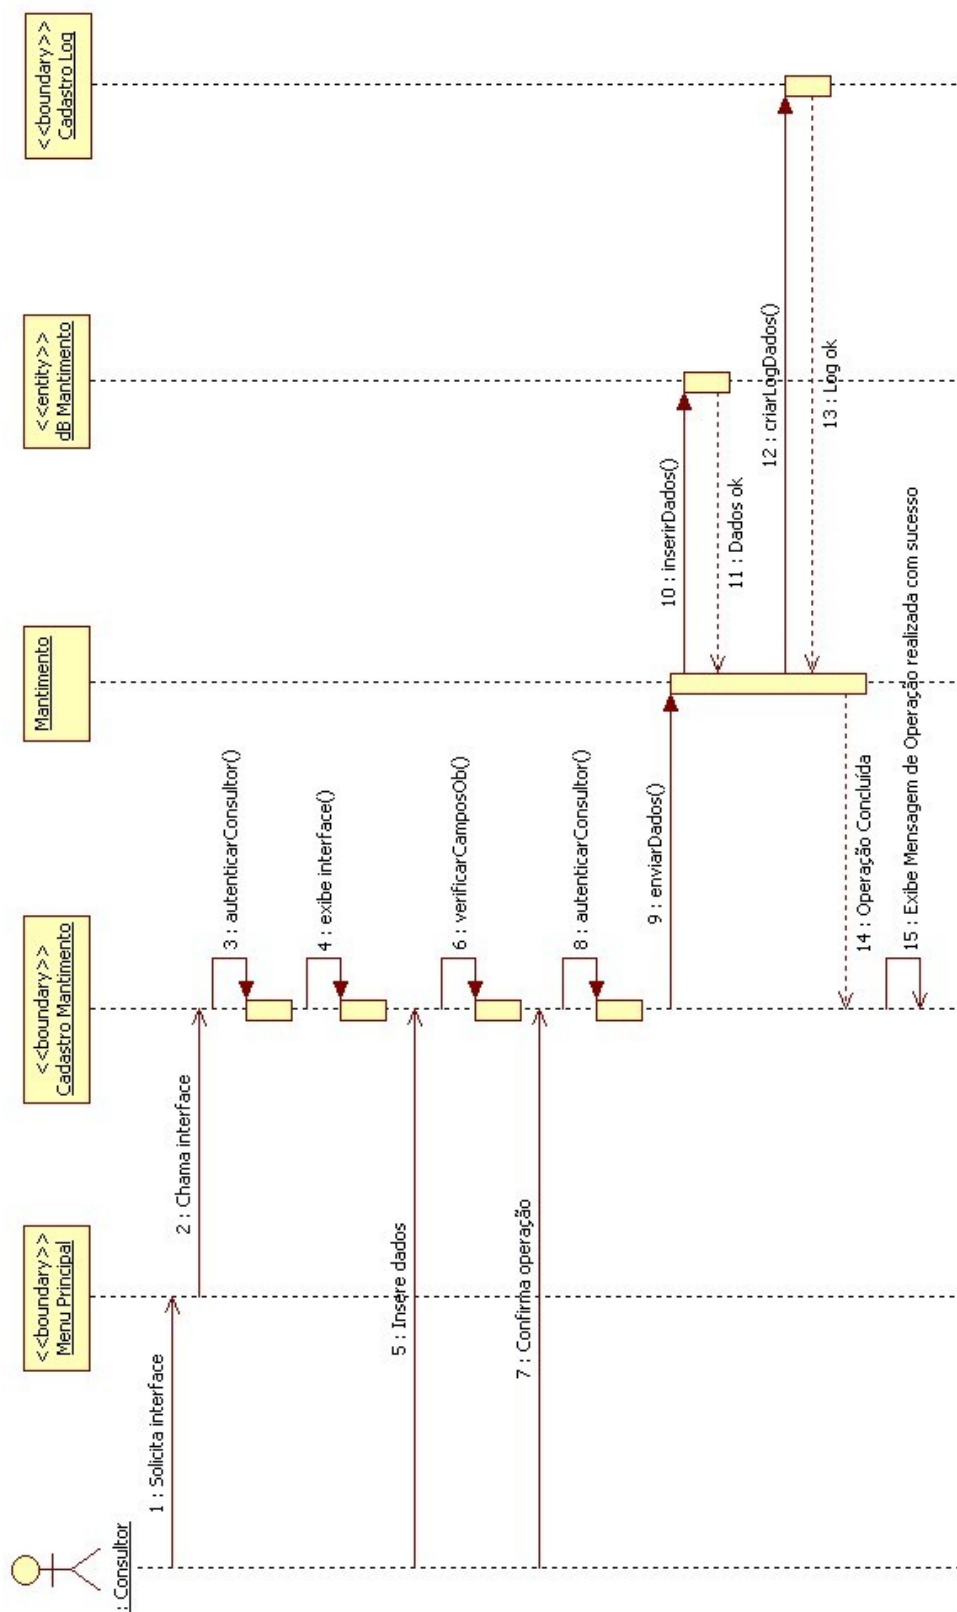 : Consultor
<<boundary>>
Menu Principal
<<boundary>>
Cadastro Mantimento
Mantimento
<<entity>>
dB Mantimento
<<boundary>>
Cadastro Log
1 : Solicita interface
2 : Chama interface
3 : autenticarConsultor()
4 : exibe interface()
5 : Insere dados
6 : verificarCamposOb()
7 : Confirma operação
8 : autenticarConsultor()
9 : enviarDados()
10 : inserirDados()
11 : Dados ok
12 : criarLogDados()
13 : Log ok
14 : Operação Concluída
15 : Exibe Mensagem de Operação realizada com sucesso